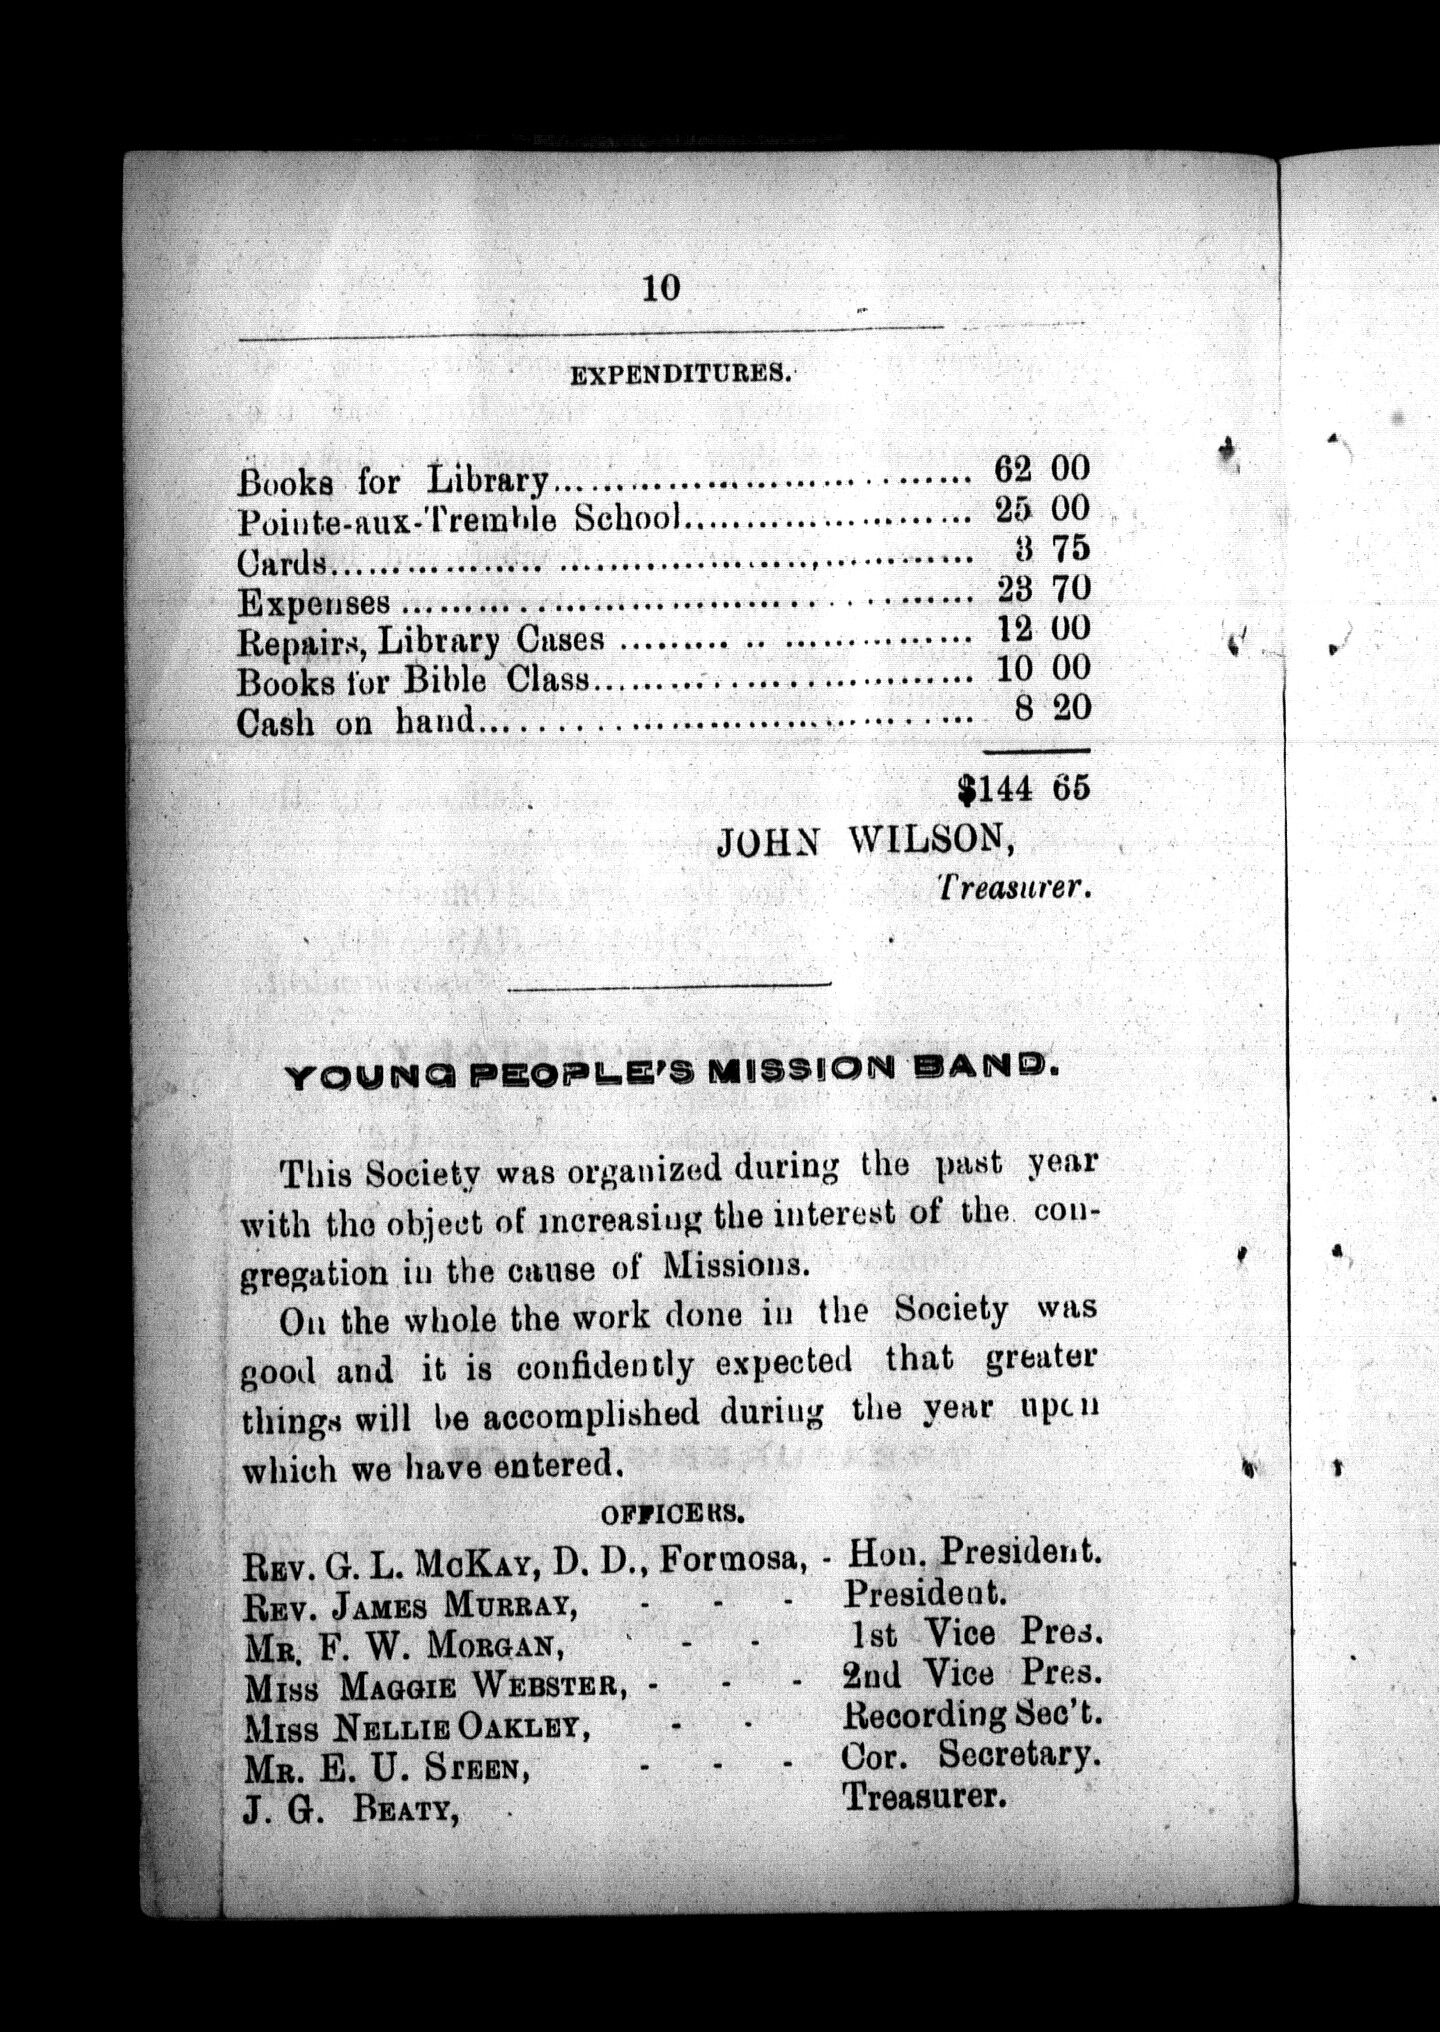 10
EXPENDITURES.
Books for Library........................................ 62 00
Pointe-aux-Tremble School........................ 25 00
Cards.................................................... 3 75
Expenses ............................................... 23 70
Repairs, Library Cases .............................. 12 00
Books for Bible Class................................ 10 00
Cash on hand.......................................... 8 20
$144 65
JOHN WILSON,
Treasurer.
YOUNG PEOPLE'S MISSION BAND.
This Society was organized during the past year
with the object of increasing the interest of the con-
gregation in the cause of Missions.
On the whole the work done in the Society was
good and it is confidently expected that greater
things will be accomplished during the year upon
which we have entered.
OFFICERS.
REV. G. L. MCKAY, D. D., Formosa, - Hon. President.
REV. JAMES MURRAY, - - - President.
MR. F. W. MORGAN, - - 1st Vice Pres.
MISS MAGGIE WEBSTER, - - - 2nd Vice Pres.
MISS NELLIE OAKLEY, - - Recording Sec't.
MR. E. U. STEEN, - - - Cor. Secretary.
J. G. BEATY, - Treasurer.